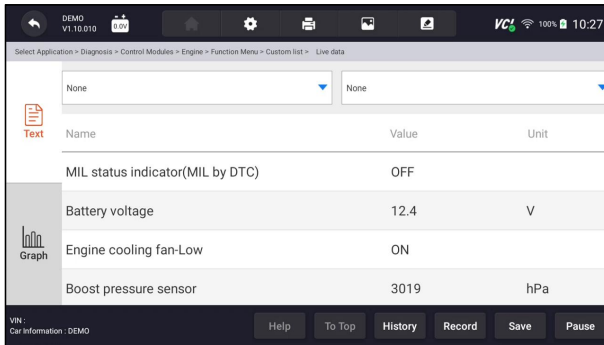 DEMO
V1.10.010
0.0V
VCI
100%
10:27
Select Application > Diagnosis > Control Modules > Engine > Function Menu > Custom list > Live data
None
None
Text
Name Value Unit
MIL status indicator(MIL by DTC) OFF
Battery voltage 12.4 V
Graph
Engine cooling fan-Low ON
Boost pressure sensor 3019 hPa
VIN :
Car Information : DEMO
Help
To Top
History
Record
Save
Pause